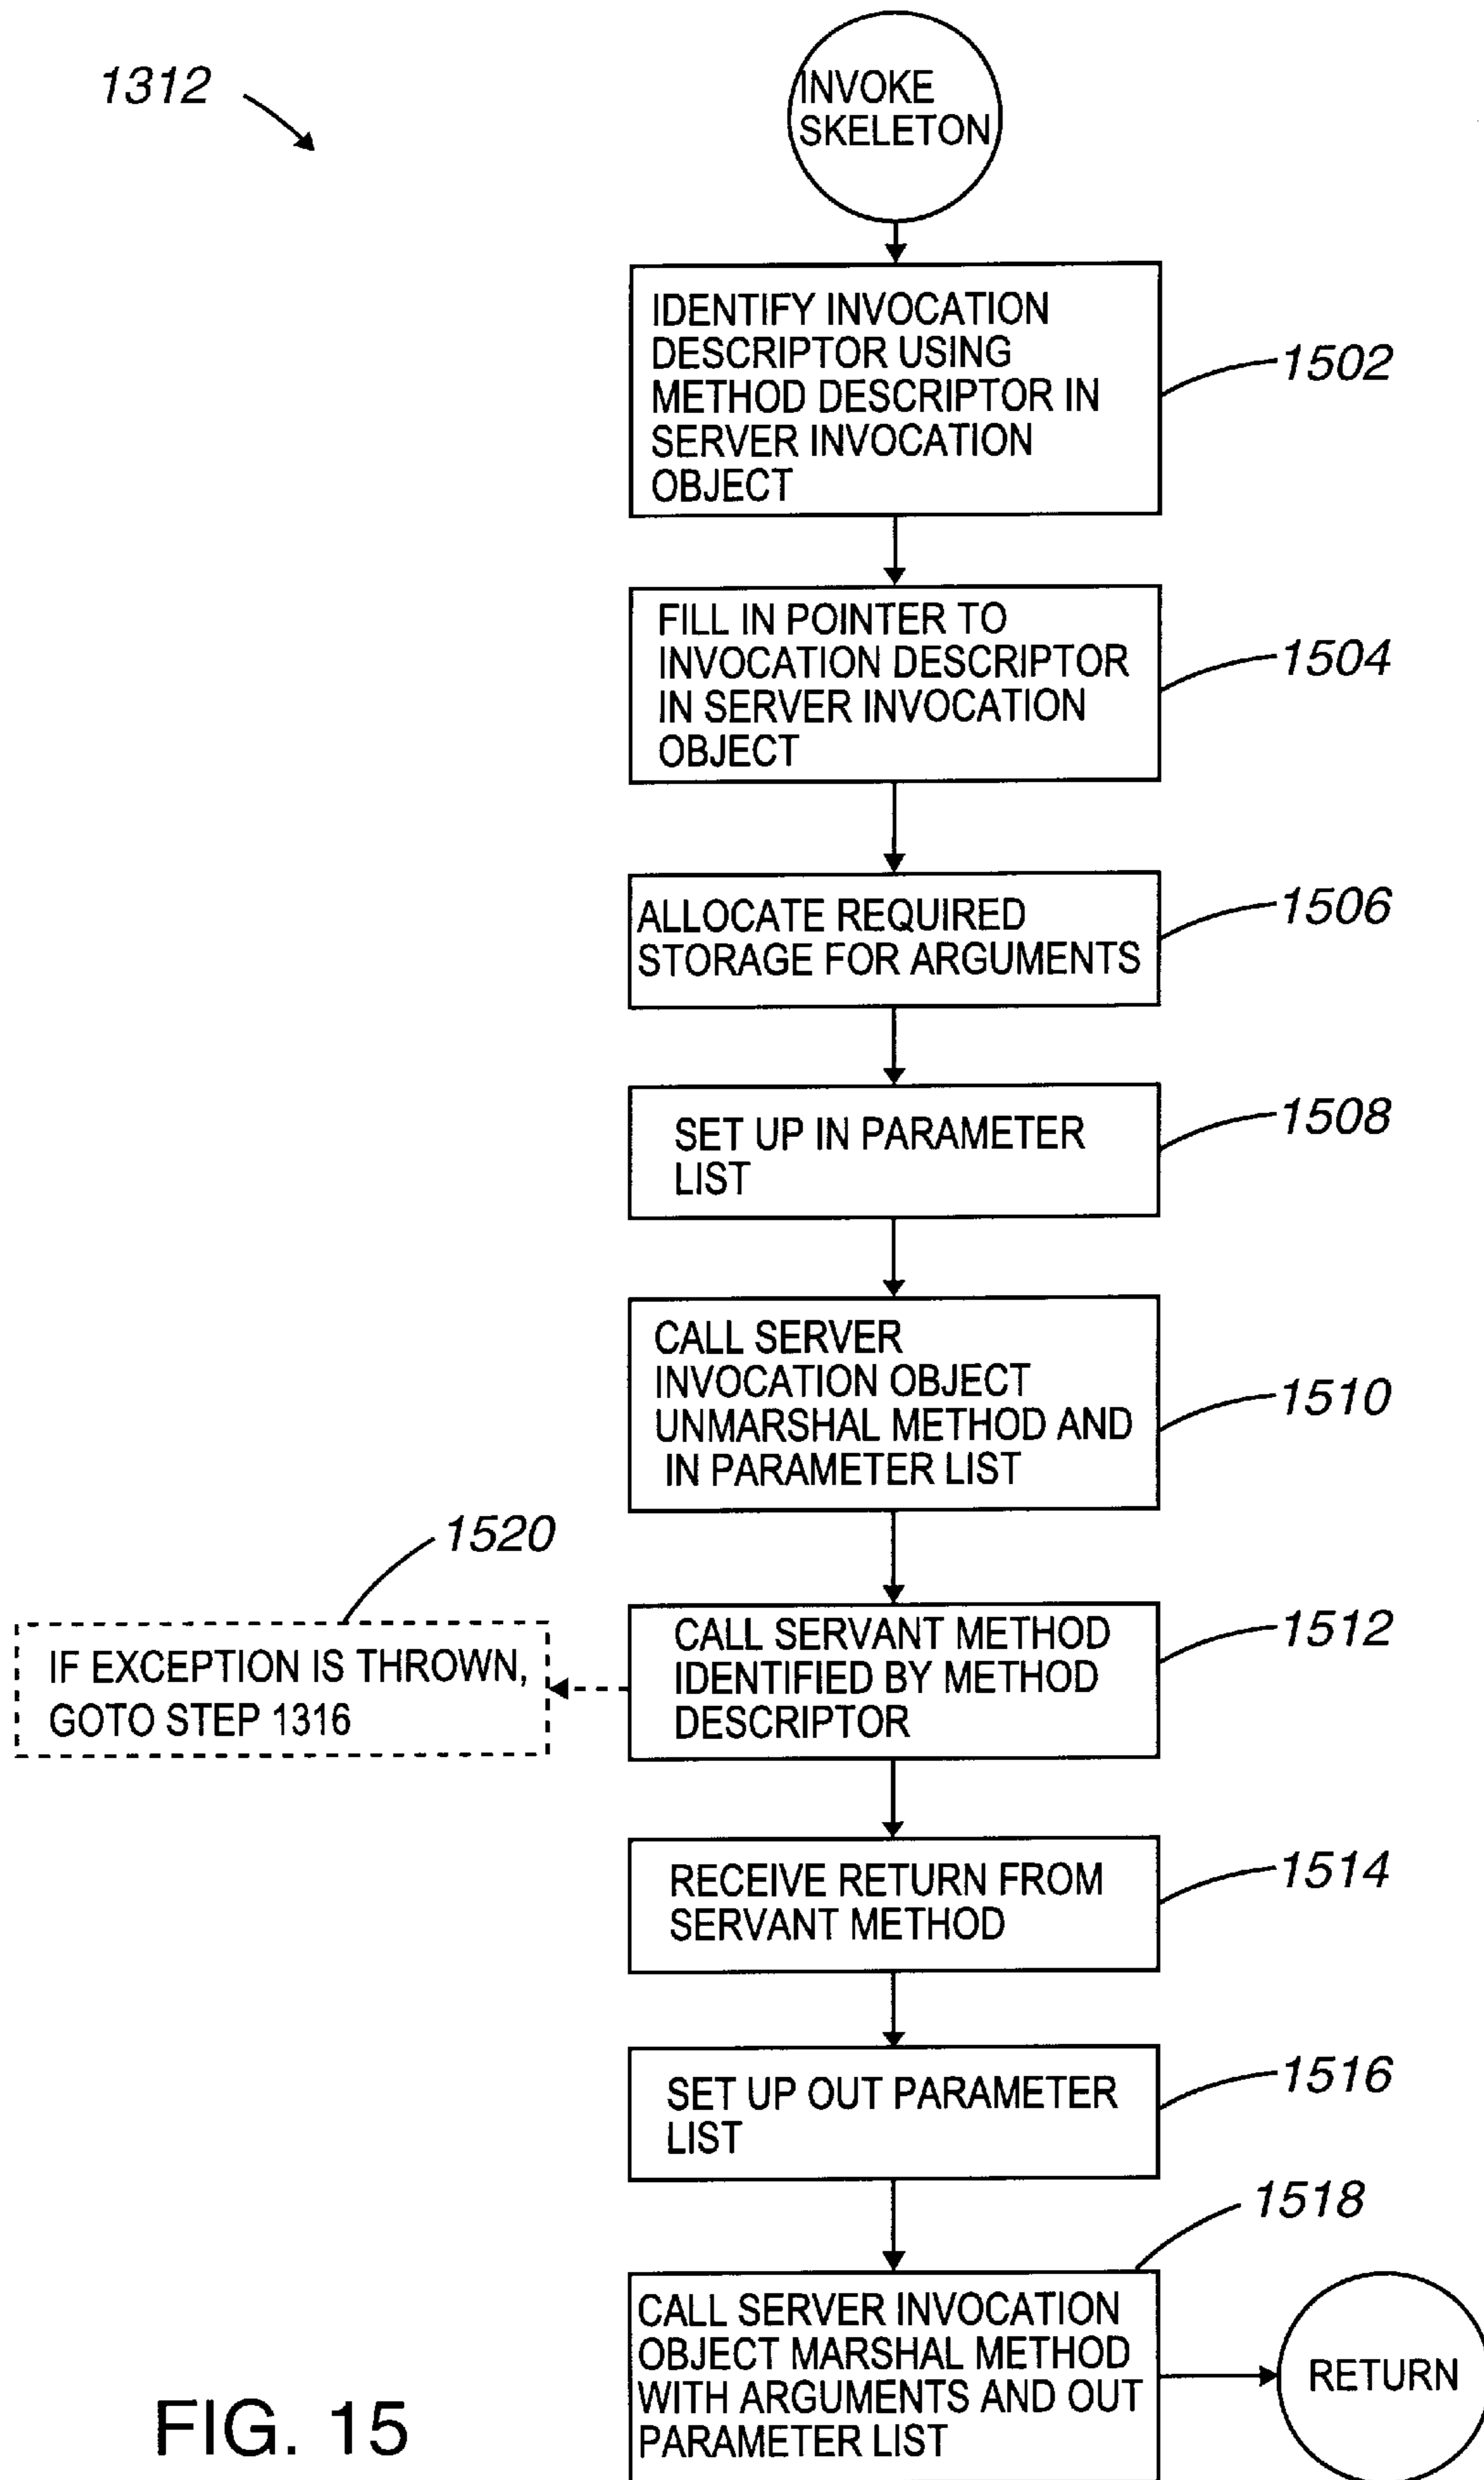 1312
INVOKE
SKELETON
IDENTIFY INVOCATION
DESCRIPTOR USING
METHOD DESCRIPTOR IN
SERVER INVOCATION
OBJECT
1502
FILL IN POINTER TO
INVOCATION DESCRIPTOR
IN SERVER INVOCATION
OBJECT
1504
ALLOCATE REQUIRED
STORAGE FOR ARGUMENTS
1506
SET UP IN PARAMETER
LIST
1508
CALL SERVER
INVOCATION OBJECT
UNMARSHAL METHOD AND
IN PARAMETER LIST
1510
1520
IF EXCEPTION IS THROWN,
GOTO STEP 1316
CALL SERVANT METHOD
IDENTIFIED BY METHOD
DESCRIPTOR
1512
RECEIVE RETURN FROM
SERVANT METHOD
1514
SET UP OUT PARAMETER
LIST
1516
1518
CALL SERVER INVOCATION
OBJECT MARSHAL METHOD
WITH ARGUMENTS AND OUT
PARAMETER LIST
RETURN
FIG. 15